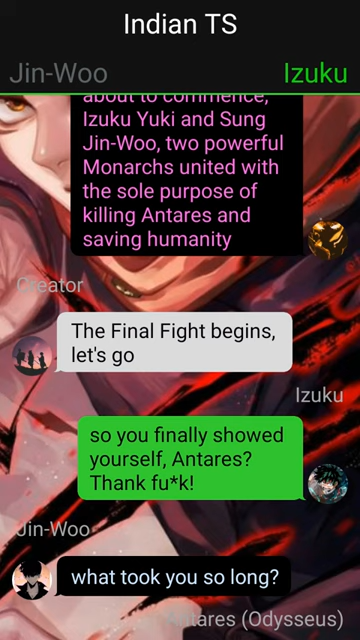 Indian TS
Jin-Woo
Izuku
about to commence,
Izuku Yuki and Sung
Jin-Woo, two powerful
Monarchs united with
the sole purpose of
killing Antares and
saving humanity
Creator
The Final Fight begins,
let's go
Izuku
so you finally showed
yourself, Antares?
Thank fu*k!
Jin-Woo
what took you so long?
Antares (Odysseus)